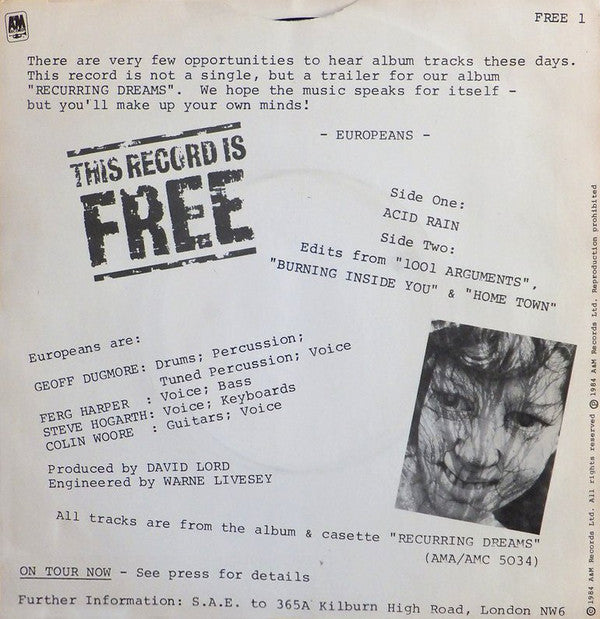 A&M
FREE 1
There are very few opportunities to hear album tracks these days.
This record is not a single, but a trailer for our album
"RECURRING DREAMS".  We hope the music speaks for itself -
but you'll make up your own minds!
- EUROPEANS -
THIS RECORD IS
FREE
Side One:
ACID RAIN
Side Two:
Edits from "1001 ARGUMENTS",
"BURNING INSIDE YOU" & "HOME TOWN"
Europeans are:
GEOFF DUGMORE: Drums; Percussion;
Tuned Percussion; Voice
FERG HARPER  : Voice; Bass
STEVE HOGARTH: Voice; Keyboards
COLIN WOORE  : Guitars; Voice
Produced by DAVID LORD
Engineered by WARNE LIVESEY
All tracks are from the album & casette "RECURRING DREAMS"
(AMA/AMC 5034)
ON TOUR NOW - See press for details
Further Information: S.A.E. to 365A Kilburn High Road, London NW6
© 1984 A&M Records Ltd. All rights reserved ℗ 1984 A&M Records Ltd. Reproduction prohibited